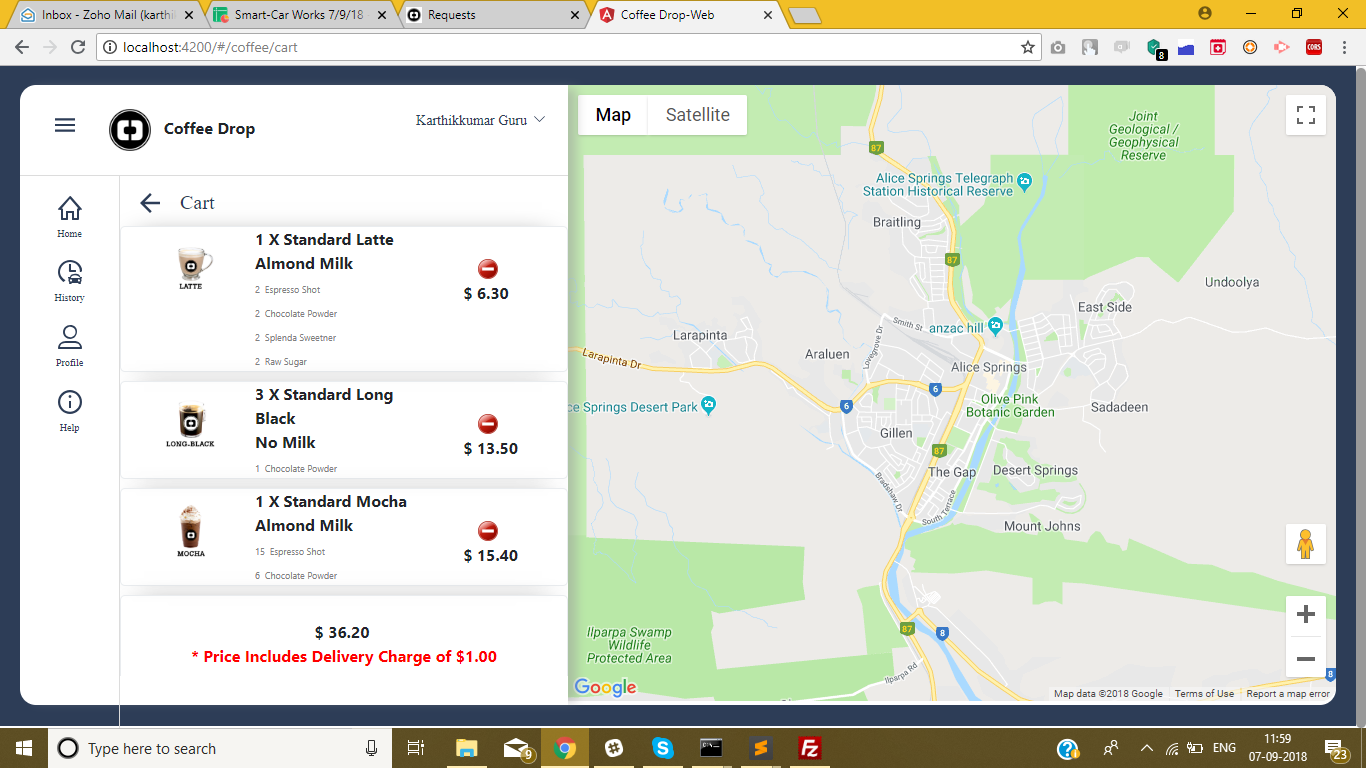 Inbox - Zoho Mail (karthi
Smart-Car Works 7/9/18 -
Requests
Coffee Drop-Web
localhost:4200/#/coffee/cart
8
CORS
Coffee Drop
Karthikkumar Guru
Home
History
Profile
Help
Cart
LATTE
1 X Standard Latte
Almond Milk
2 Espresso Shot
2 Chocolate Powder
2 Splenda Sweetner
2 Raw Sugar
$ 6.30
LONG-BLACK
3 X Standard Long
Black
No Milk
1 Chocolate Powder
$ 13.50
MOCHA
1 X Standard Mocha
Almond Milk
15 Espresso Shot
6 Chocolate Powder
$ 15.40
$ 36.20
* Price Includes Delivery Charge of $1.00
Map
Satellite
Joint
Geological /
Geophysical
Reserve
87
Alice Springs Telegraph
Station Historical Reserve
Braitling
87
Undoolya
East Side
Smith St
anzac hill
Larapinta
Lovegrove Dr
Araluen
Larapinta Dr
Alice Springs
6
6
ce Springs Desert Park
Olive Pink
Botanic Garden
Sadadeen
Gillen
87
The Gap
Desert Springs
Bradshaw Dr
South Terrace
Mount Johns
87
8
Ilparpa Swamp
Wildlife
Protected Area
Ilparpa Rd
8
Google
Map data ©2018 Google
Terms of Use
Report a map error
Type here to search
9
ENG
11:59
07-09-2018
23